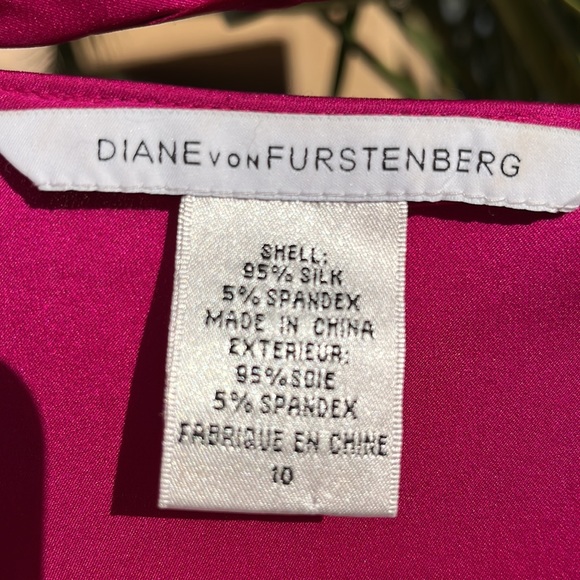 DIANE VON FURSTENBERG
SHELL:
95% SILK
5% SPANDEX
MADE IN CHINA
EXTERIEUR:
95% SOIE
5% SPANDEX
FABRIQUE EN CHINE
10